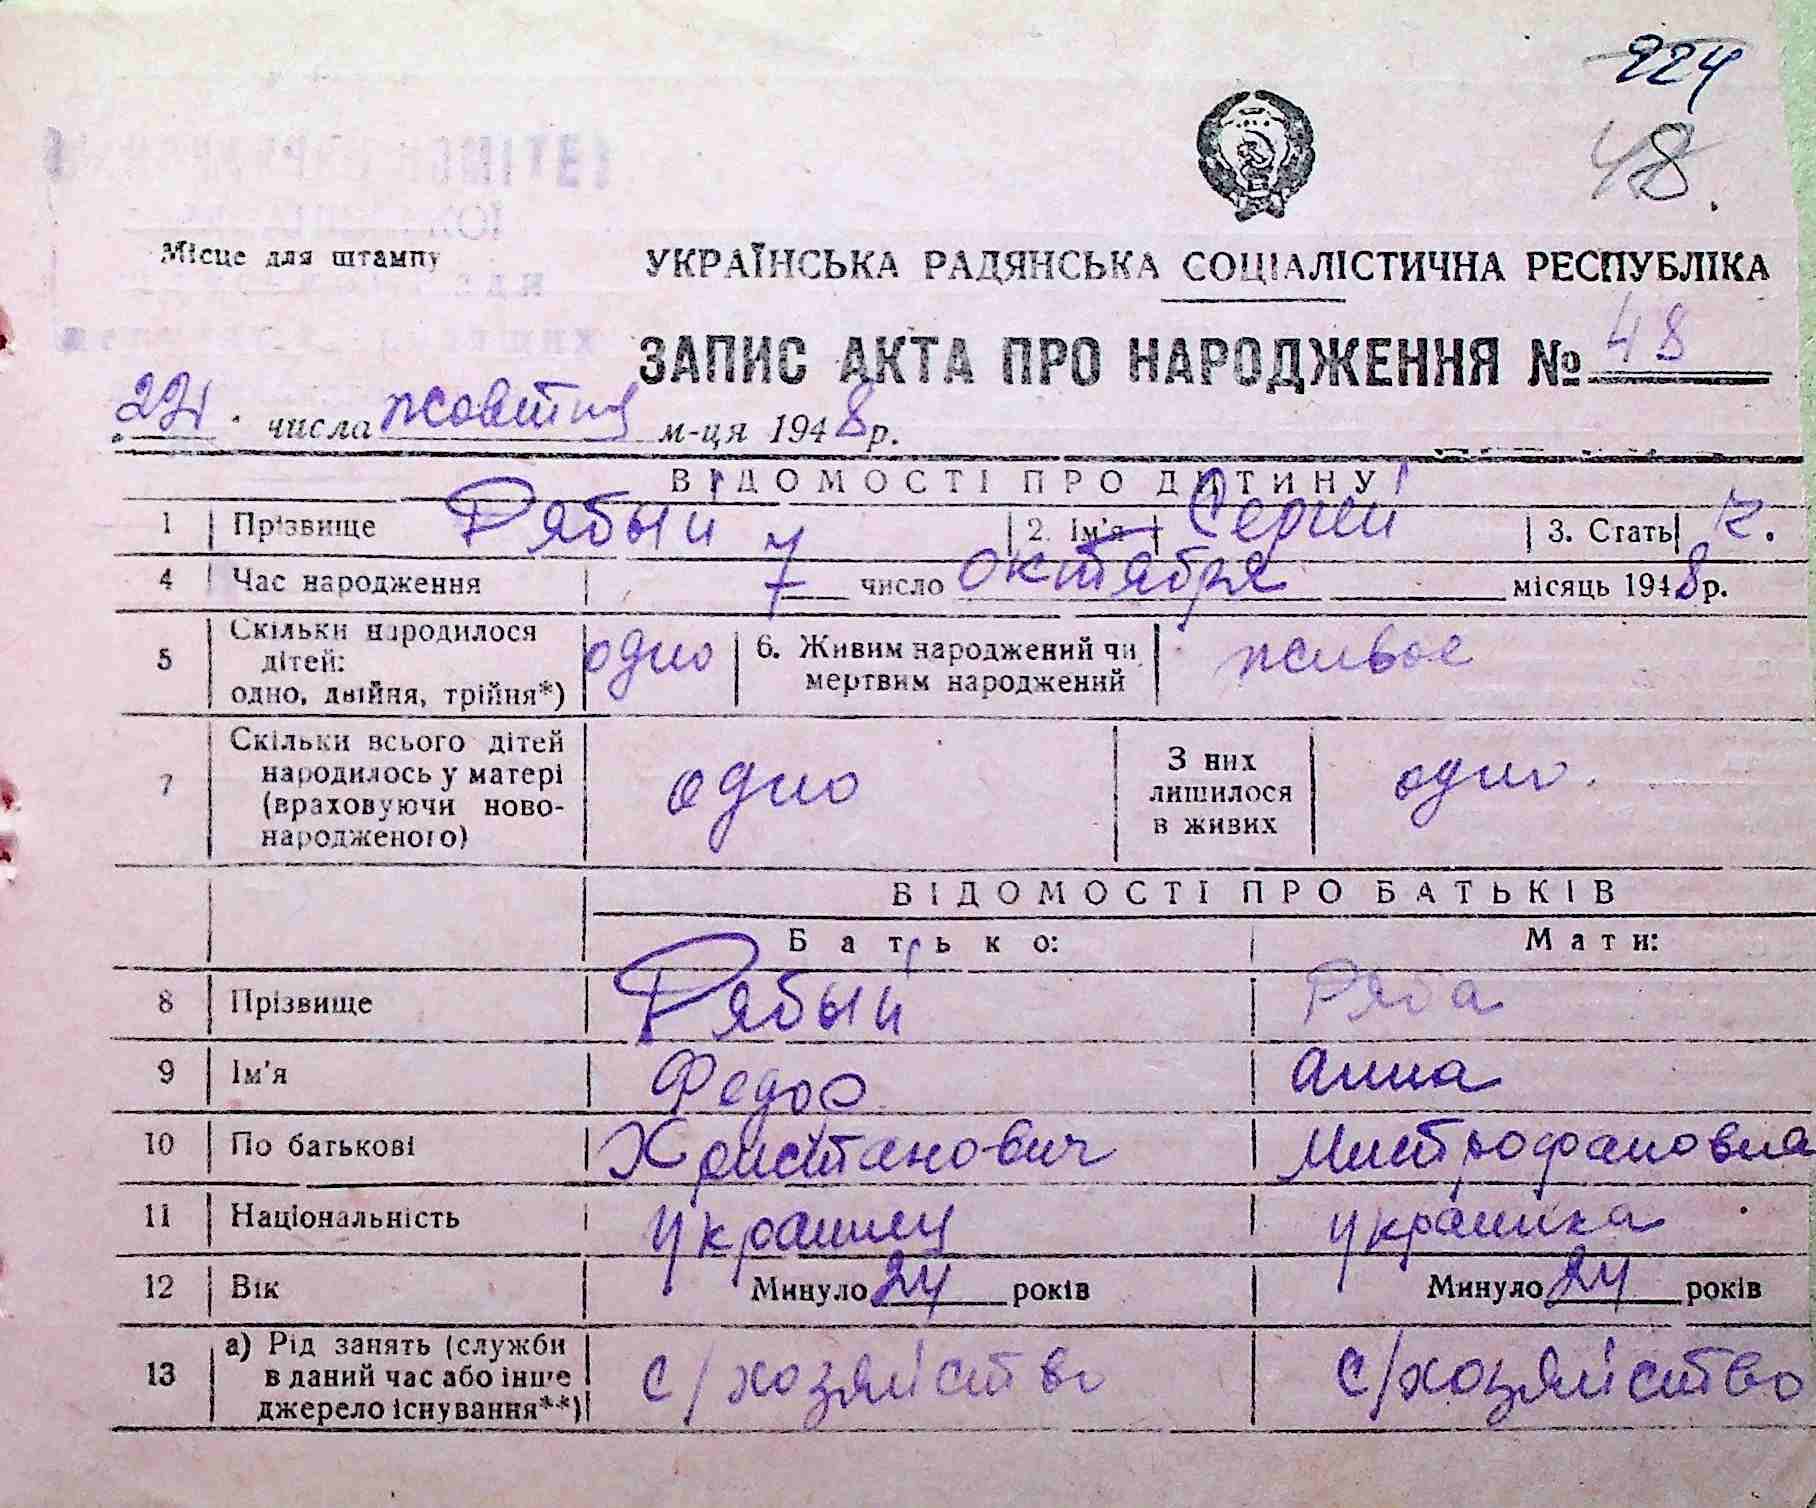 224
48.
Місце для штампу
УКРАЇНСЬКА РАДЯНСЬКА СОЦІАЛІСТИЧНА РЕСПУБЛІКА
ЗАПИС АКТА ПРО НАРОДЖЕННЯ № 48
числа жовтня м-ця 1948 р.
ВІДОМОСТІ ПРО ДИТИНУ
1 Прізвище Рябый 2. Ім'я Сергий 3. Стать ч.
4 Час народження 7 число октября місяць 1948 р.
5 Скільки народилося дітей: одно, двійня, трійня*) одно 6. Живим народжений чи мертвим народжений живое
7 Скільки всього дітей народилось у матері (враховуючи ново-народженого) одно З них лишилося в живих одно.
ВІДОМОСТІ ПРО БАТЬКІВ
Батько: Мати:
8 Прізвище Рябый Ряба
9 Ім'я Федор Анна
10 По батькові Христанович Митрофановна
11 Національність украинец украинка
12 Вік Минуло 24 років Минуло 24 років
13 а) Рід занять (служби в даний час або інше джерело існування**) с/хозяйство с/хозяйство